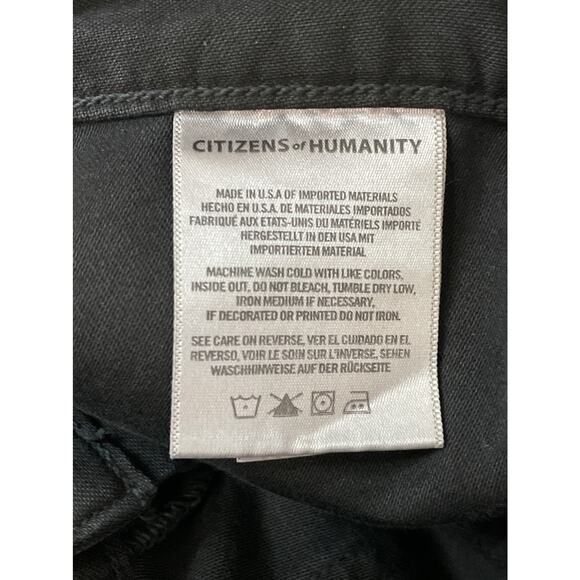 CITIZENS of HUMANITY
MADE IN U.S.A OF IMPORTED MATERIALS
HECHO EN U.S.A. DE MATERIALES IMPORTADOS
FABRIQUÉ AUX ETATS-UNIS DU MATÉRIELS IMPORTÉ
HERGESTELLT IN DEN USA MIT
IMPORTIERTEM MATERIAL
MACHINE WASH COLD WITH LIKE COLORS,
INSIDE OUT, DO NOT BLEACH, TUMBLE DRY LOW,
IRON MEDIUM IF NECESSARY,
IF DECORATED OR PRINTED DO NOT IRON.
SEE CARE ON REVERSE, VER EL CUIDADO EN EL
REVERSO, VOIR LE SOIN SUR L'INVERSE, SEHEN
WASCHHINWEISE AUF DER RÜCKSEITE